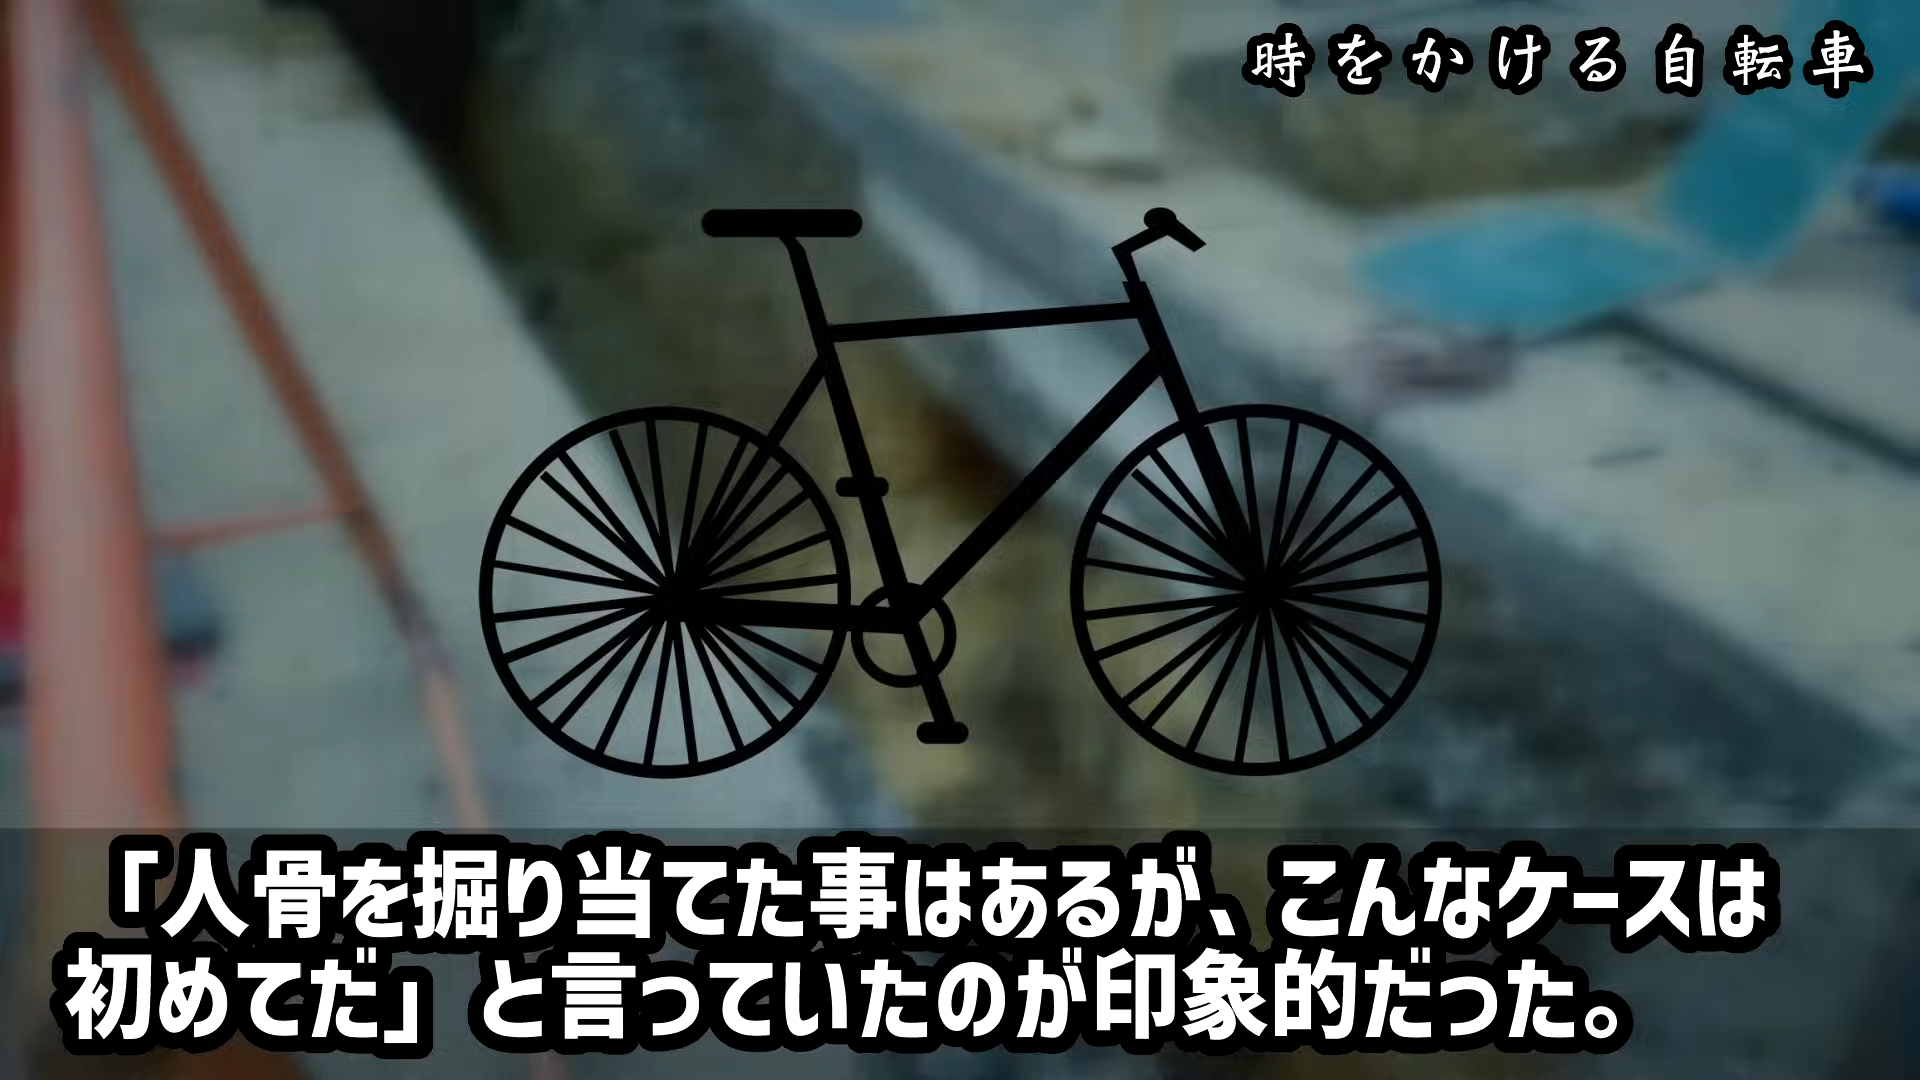 時をかける自転車
「人骨を掘り当てた事はあるが、こんなケースは
初めてだ」と言っていたのが印象的だった。